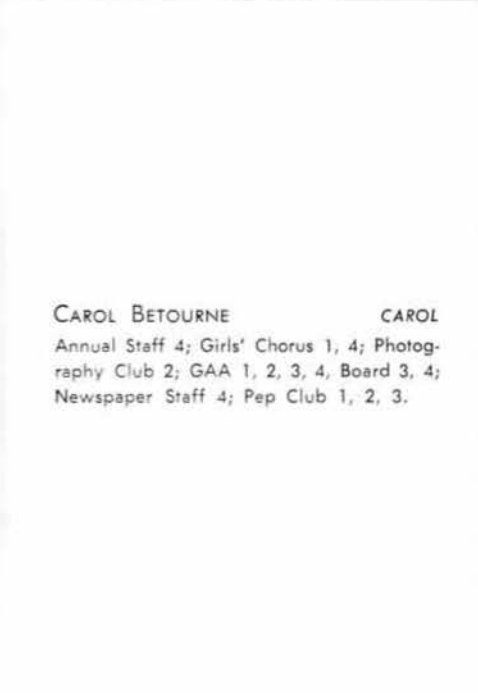 CAROL BETOURNE CAROL
Annual Staff 4; Girls' Chorus 1, 4; Photog-
raphy Club 2; GAA 1, 2, 3, 4, Board 3, 4;
Newspaper Staff 4; Pep Club 1, 2, 3.